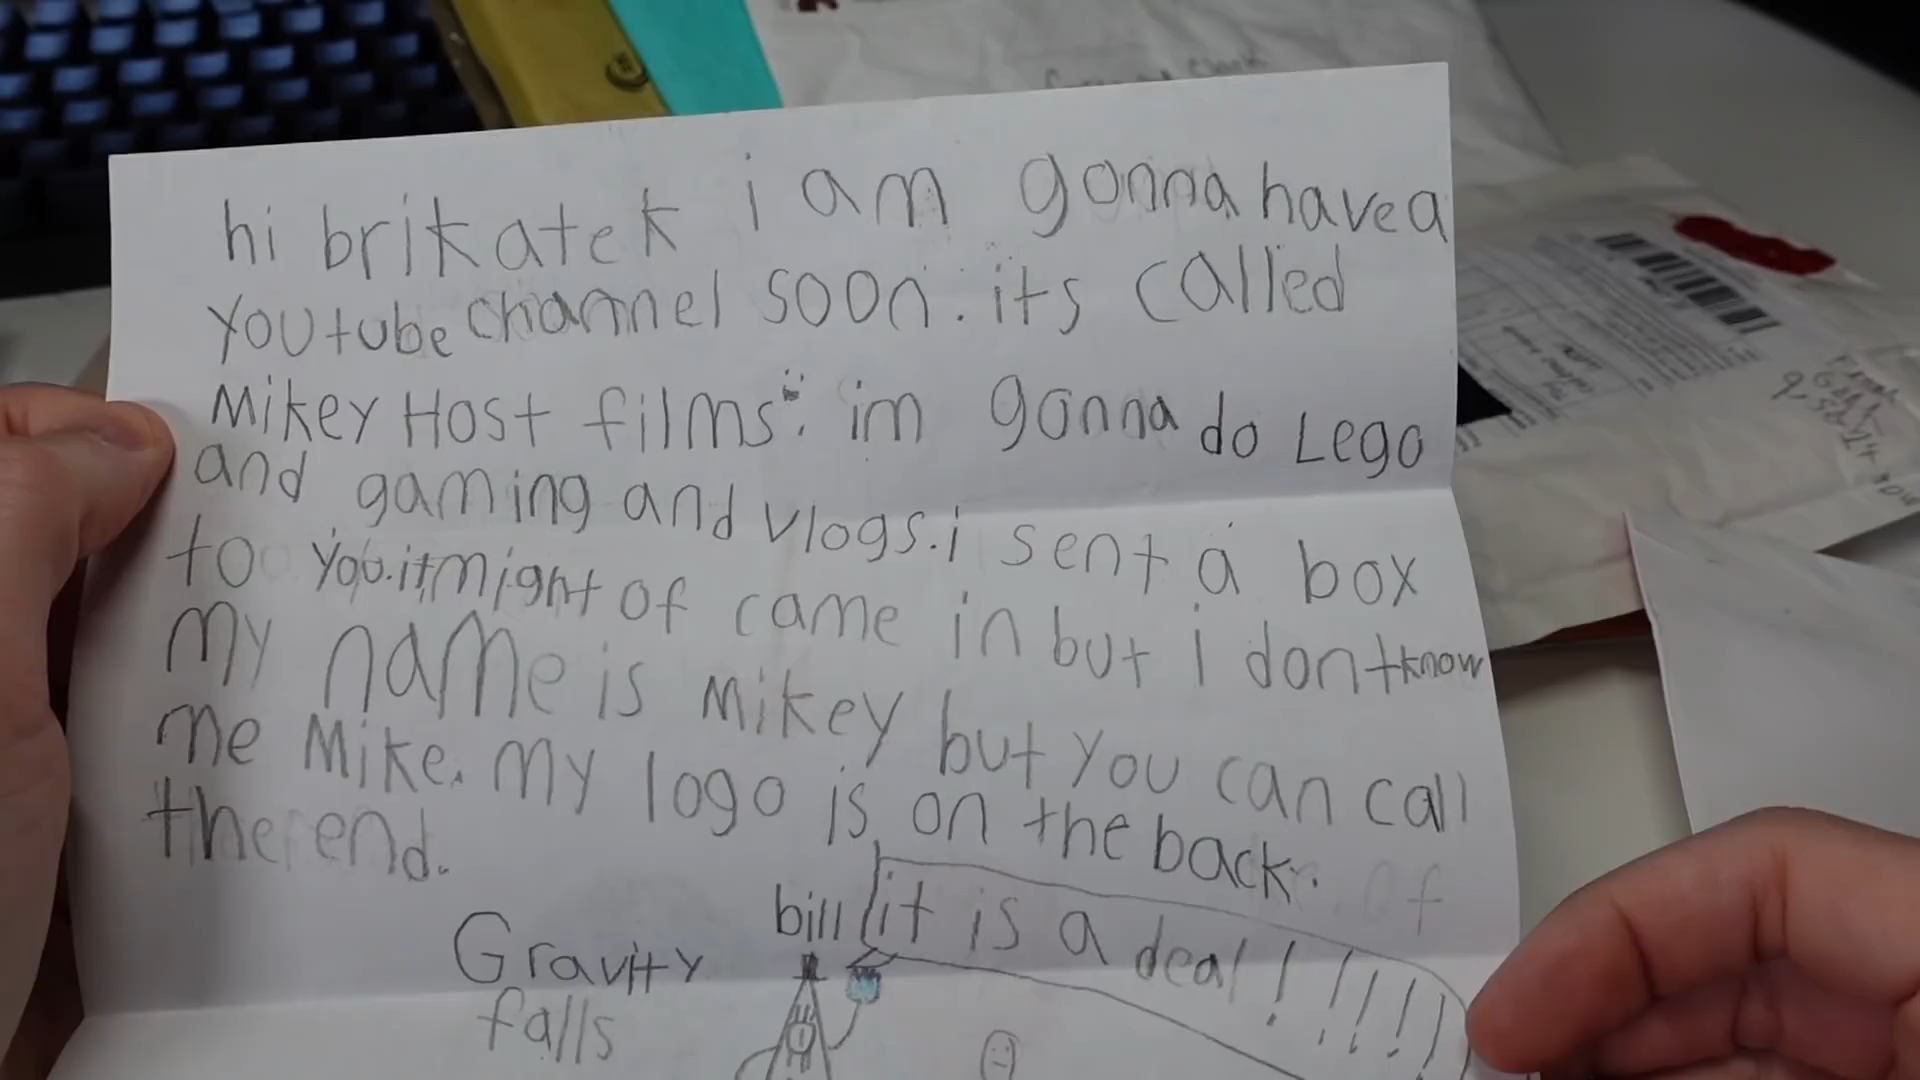 hi brikatek i am gonna have a
Youtube channel soon. its called
Mikey Host films". im gonna do Lego
and gaming and vlogs. i sent a box
to you. it might of came in but i dont know
My name is Mikey but you can call
me Mike. My logo is on the back. of
the end.
Gravity
falls
bill
it is a deal!!!!!